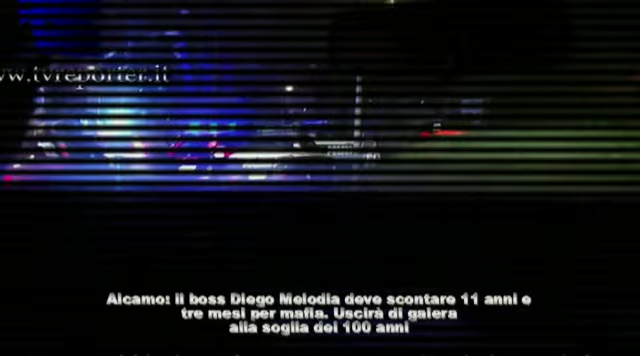 ww.tvreporter.it
Alcamo: il boss Diego Melodia deve scontare 11 anni e
tre mesi per mafia. Uscirà di galera
alla soglia dei 100 anni